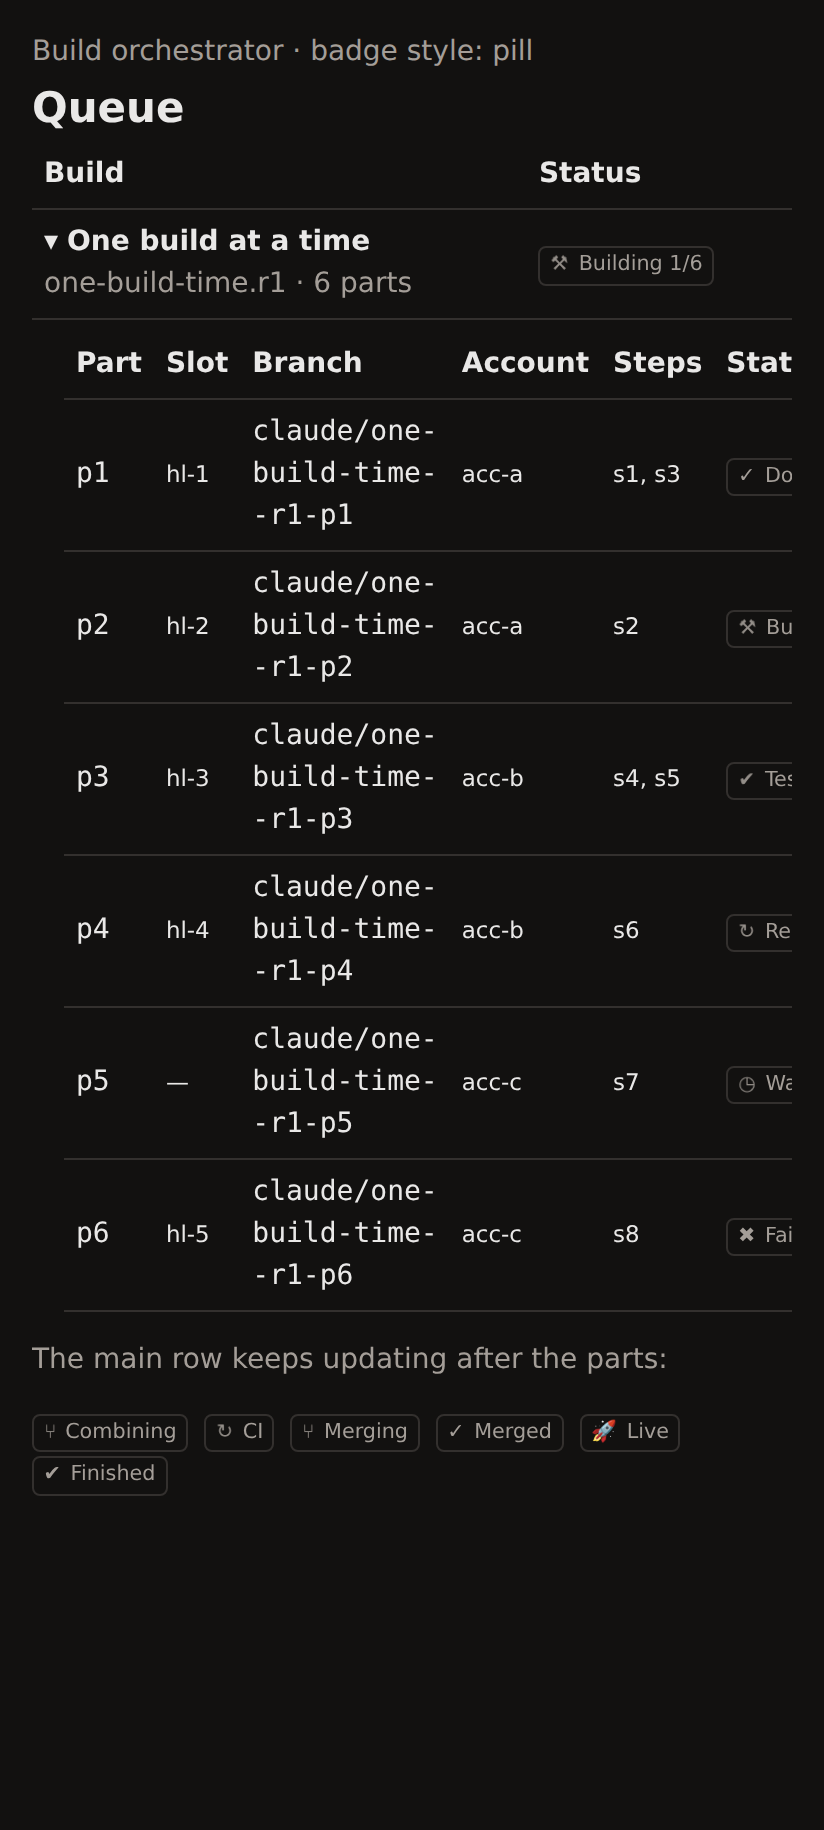 Build orchestrator · badge style: pill
Queue
Build Status
▾ One build at a time
one-build-time.r1 · 6 parts
⚒ Building 1/6
Part Slot Branch Account Steps Stat
p1 hl-1 claude/one-
build-time-
-r1-p1 acc-a s1, s3 ✓ Do
p2 hl-2 claude/one-
build-time-
-r1-p2 acc-a s2 ⚒ Bu
p3 hl-3 claude/one-
build-time-
-r1-p3 acc-b s4, s5 ✔ Tes
p4 hl-4 claude/one-
build-time-
-r1-p4 acc-b s6 ↻ Re
p5 — claude/one-
build-time-
-r1-p5 acc-c s7 ◷ Wa
p6 hl-5 claude/one-
build-time-
-r1-p6 acc-c s8 ✖ Fai
The main row keeps updating after the parts:
⑂ Combining ↻ CI ⑂ Merging ✓ Merged 🚀 Live
✔ Finished